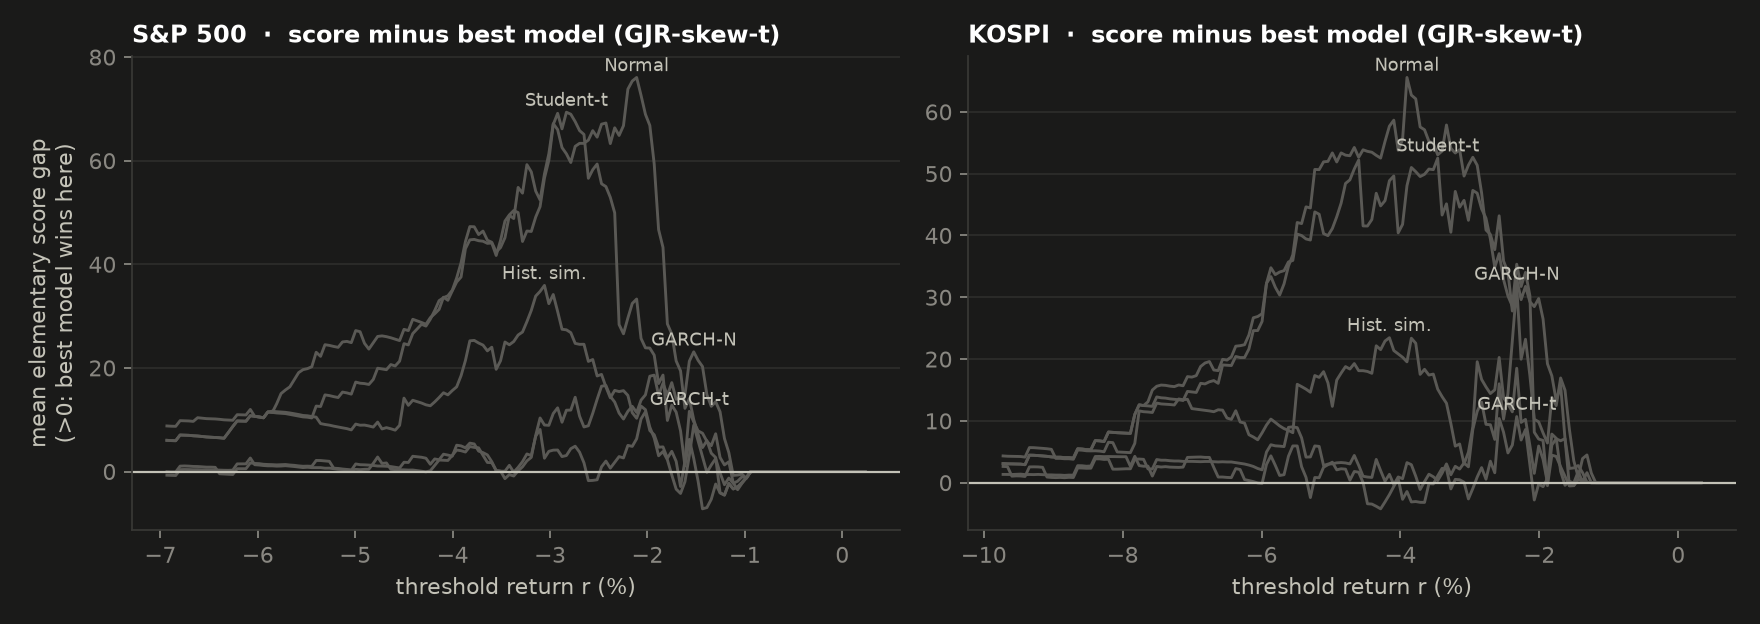 S&P 500 · score minus best model (GJR-skew-t)
mean elementary score gap
(>0: best model wins here)
80
60
40
20
0
Normal
Student-t
Hist. sim.
GARCH-N
GARCH-t
−7 −6 −5 −4 −3 −2 −1 0
threshold return r (%)
KOSPI · score minus best model (GJR-skew-t)
60
50
40
30
20
10
0
Normal
Student-t
GARCH-N
Hist. sim.
GARCH-t
−10 −8 −6 −4 −2 0
threshold return r (%)